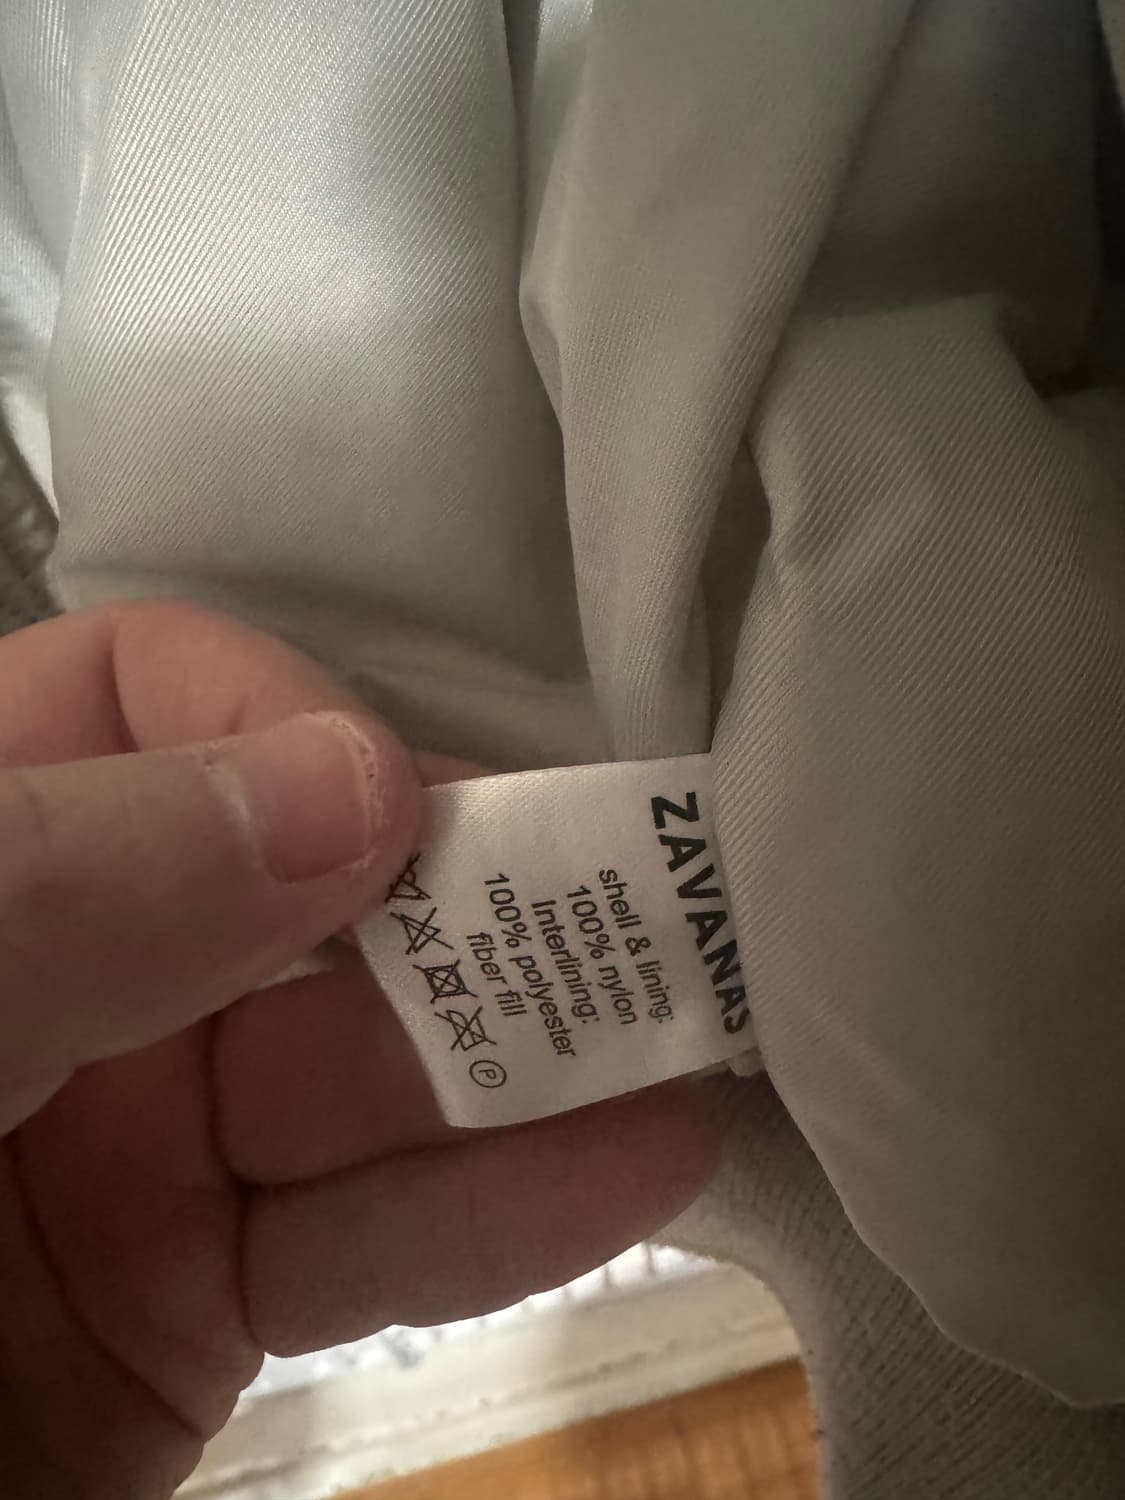 ZAVANAS
shell & lining:
100% nylon
Interlining:
100% polyester
fiber fill
P